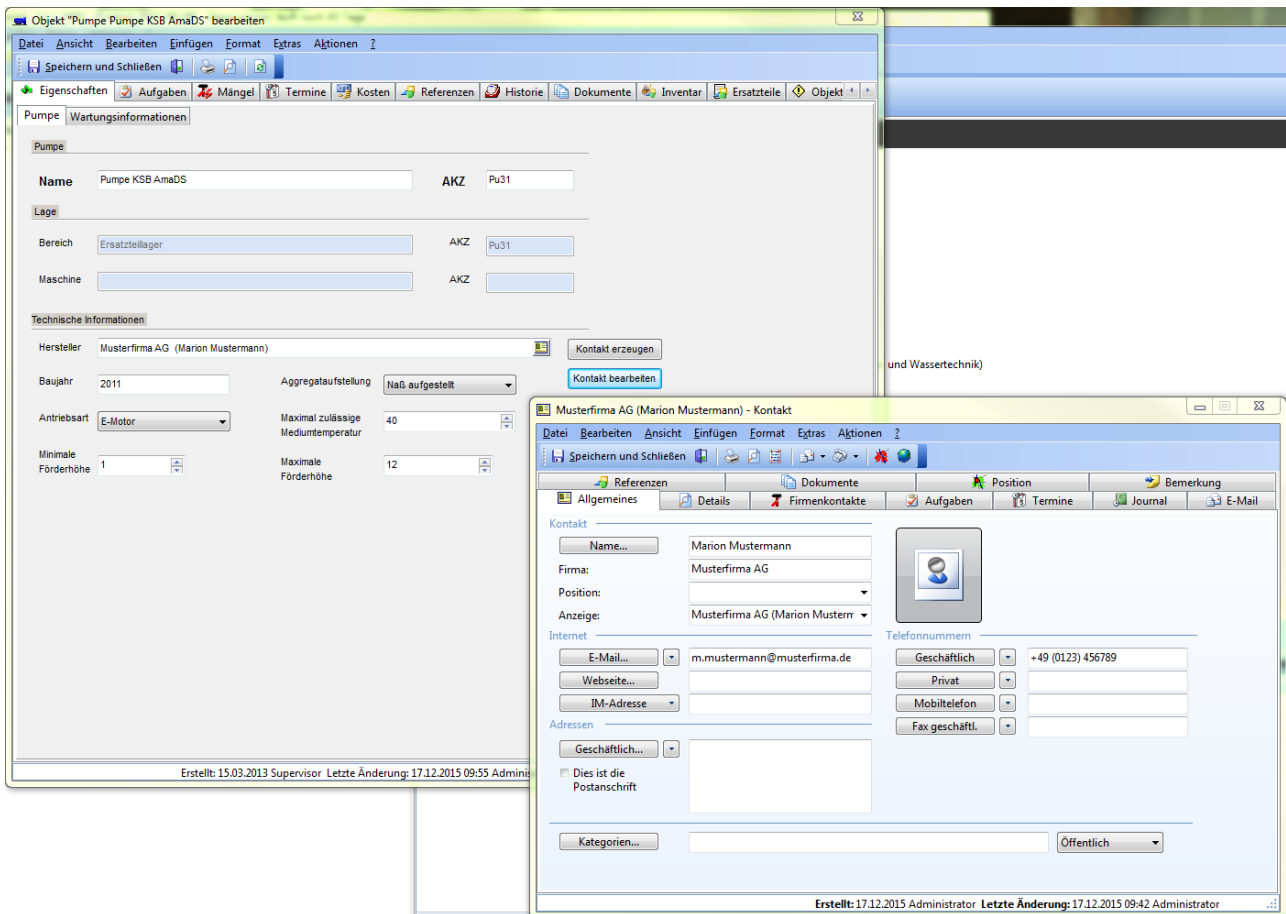 Objekt "Pumpe Pumpe KSB AmaDS" bearbeiten
Datei Ansicht Bearbeiten Einfügen Format Extras Aktionen ?
Speichern und Schließen
Eigenschaften Aufgaben Mängel Termine Kosten Referenzen Historie Dokumente Inventar Ersatzteile Objekt
Pumpe Wartungsinformationen
Pumpe
Name Pumpe KSB AmaDS AKZ Pu31
Lage
Bereich Ersatzteillager AKZ Pu31
Maschine AKZ
Technische Informationen
Hersteller Musterfirma AG (Marion Mustermann) Kontakt erzeugen
Baujahr 2011 Aggregataufstellung Naß aufgestellt Kontakt bearbeiten
Antriebsart E-Motor Maximal zulässige
Mediumtemperatur 40
Minimale
Förderhöhe 1 Maximale
Förderhöhe 12
Erstellt: 15.03.2013 Supervisor Letzte Änderung: 17.12.2015 09:55 Adminis
und Wassertechnik)
Musterfirma AG (Marion Mustermann) - Kontakt
Datei Bearbeiten Ansicht Einfügen Format Extras Aktionen ?
Speichern und Schließen
Referenzen Dokumente Position Bemerkung
Allgemeines Details Firmenkontakte Aufgaben Termine Journal E-Mail
Kontakt
Name... Marion Mustermann
Firma: Musterfirma AG
Position:
Anzeige: Musterfirma AG (Marion Musterm
Internet
E-Mail... m.mustermann@musterfirma.de
Webseite...
IM-Adresse
Telefonnummern
Geschäftlich +49 (0123) 456789
Privat
Mobiltelefon
Fax geschäftl.
Adressen
Geschäftlich...
Dies ist die
Postanschrift
Kategorien... Öffentlich
Erstellt: 17.12.2015 Administrator Letzte Änderung: 17.12.2015 09:42 Administrator